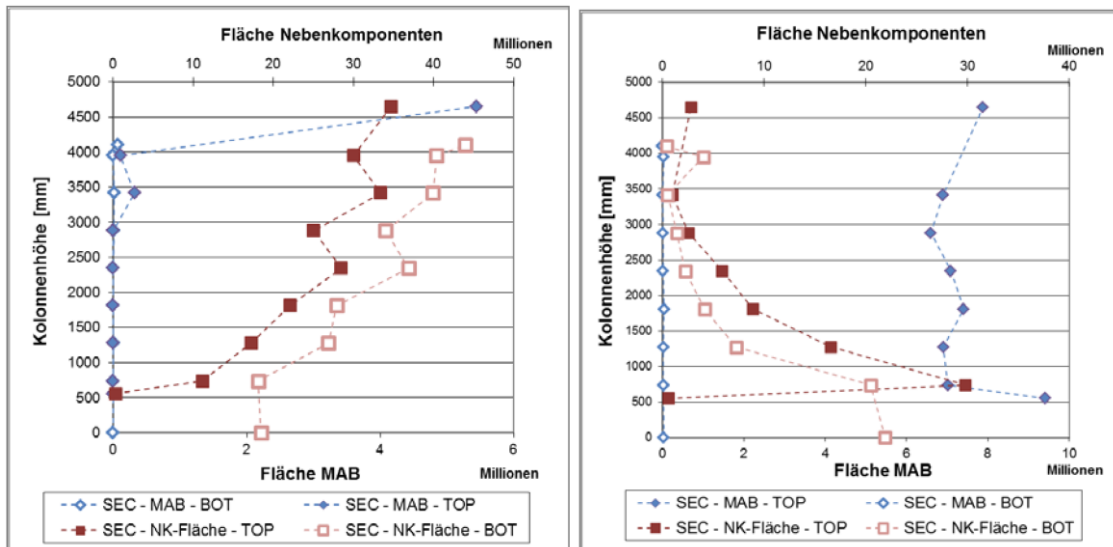 Fläche Nebenkomponenten
Millionen
0 10 20 30 40 50
5000
4500
4000
3500
3000
2500
2000
1500
1000
500
0
Kolonnenhöhe [mm]
0 2 4 6
Fläche MAB
Millionen
SEC - MAB - BOT
SEC - MAB - TOP
SEC - NK-Fläche - TOP
SEC - NK-Fläche - BOT
Fläche Nebenkomponenten
Millionen
0 10 20 30 40
5000
4500
4000
3500
3000
2500
2000
1500
1000
500
0
Kolonnenhöhe [mm]
0 2 4 6 8 10
Fläche MAB
Millionen
SEC - MAB - TOP
SEC - MAB - BOT
SEC - NK-Fläche - TOP
SEC - NK-Fläche - BOT